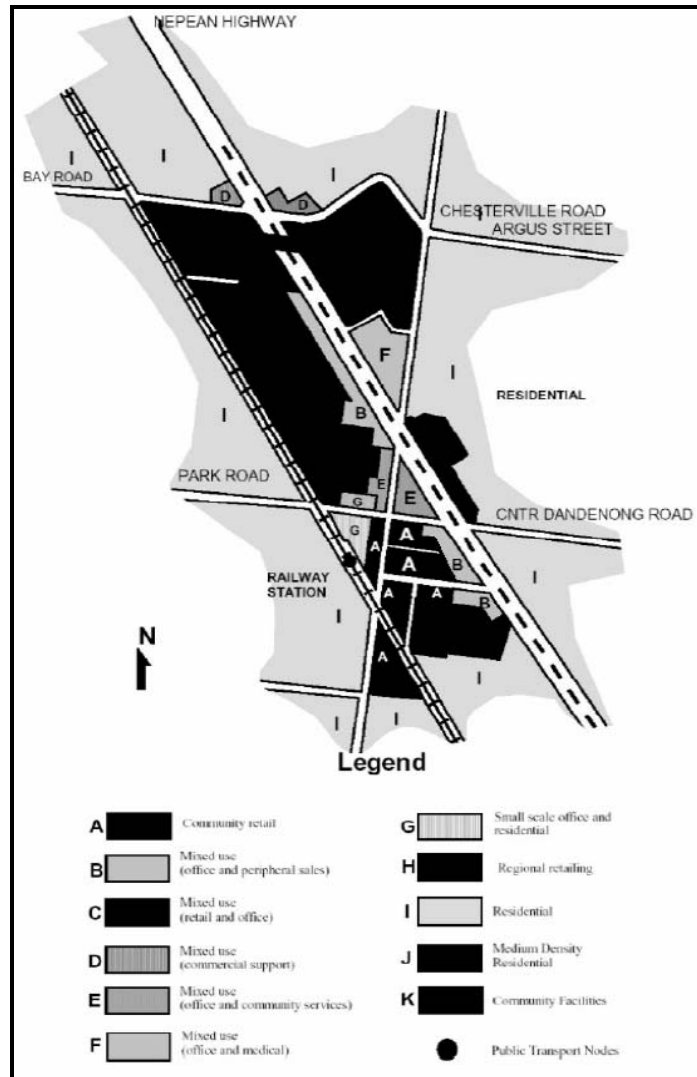 NEPEAN HIGHWAY
I
I
I
BAY ROAD
D
D
CHESTERVILLE ROAD
I
ARGUS STREET
F
I
RESIDENTIAL
B
I
E
PARK ROAD
G
E
CNTR DANDENONG ROAD
G
A
A
B
A
RAILWAY
STATION
I
A
A
B
I
N
A
I
I
I
Legend
A
Community retail
B
Mixed use
(office and peripheral sales)
C
Mixed use
(retail and office)
D
Mixed use
(commercial support)
E
Mixed use
(office and community services)
F
Mixed use
(office and medical)
G
Small scale office and
residential
H
Regional retailing
I
Residential
J
Medium Density
Residential
K
Community Facilities
Public Transport Nodes